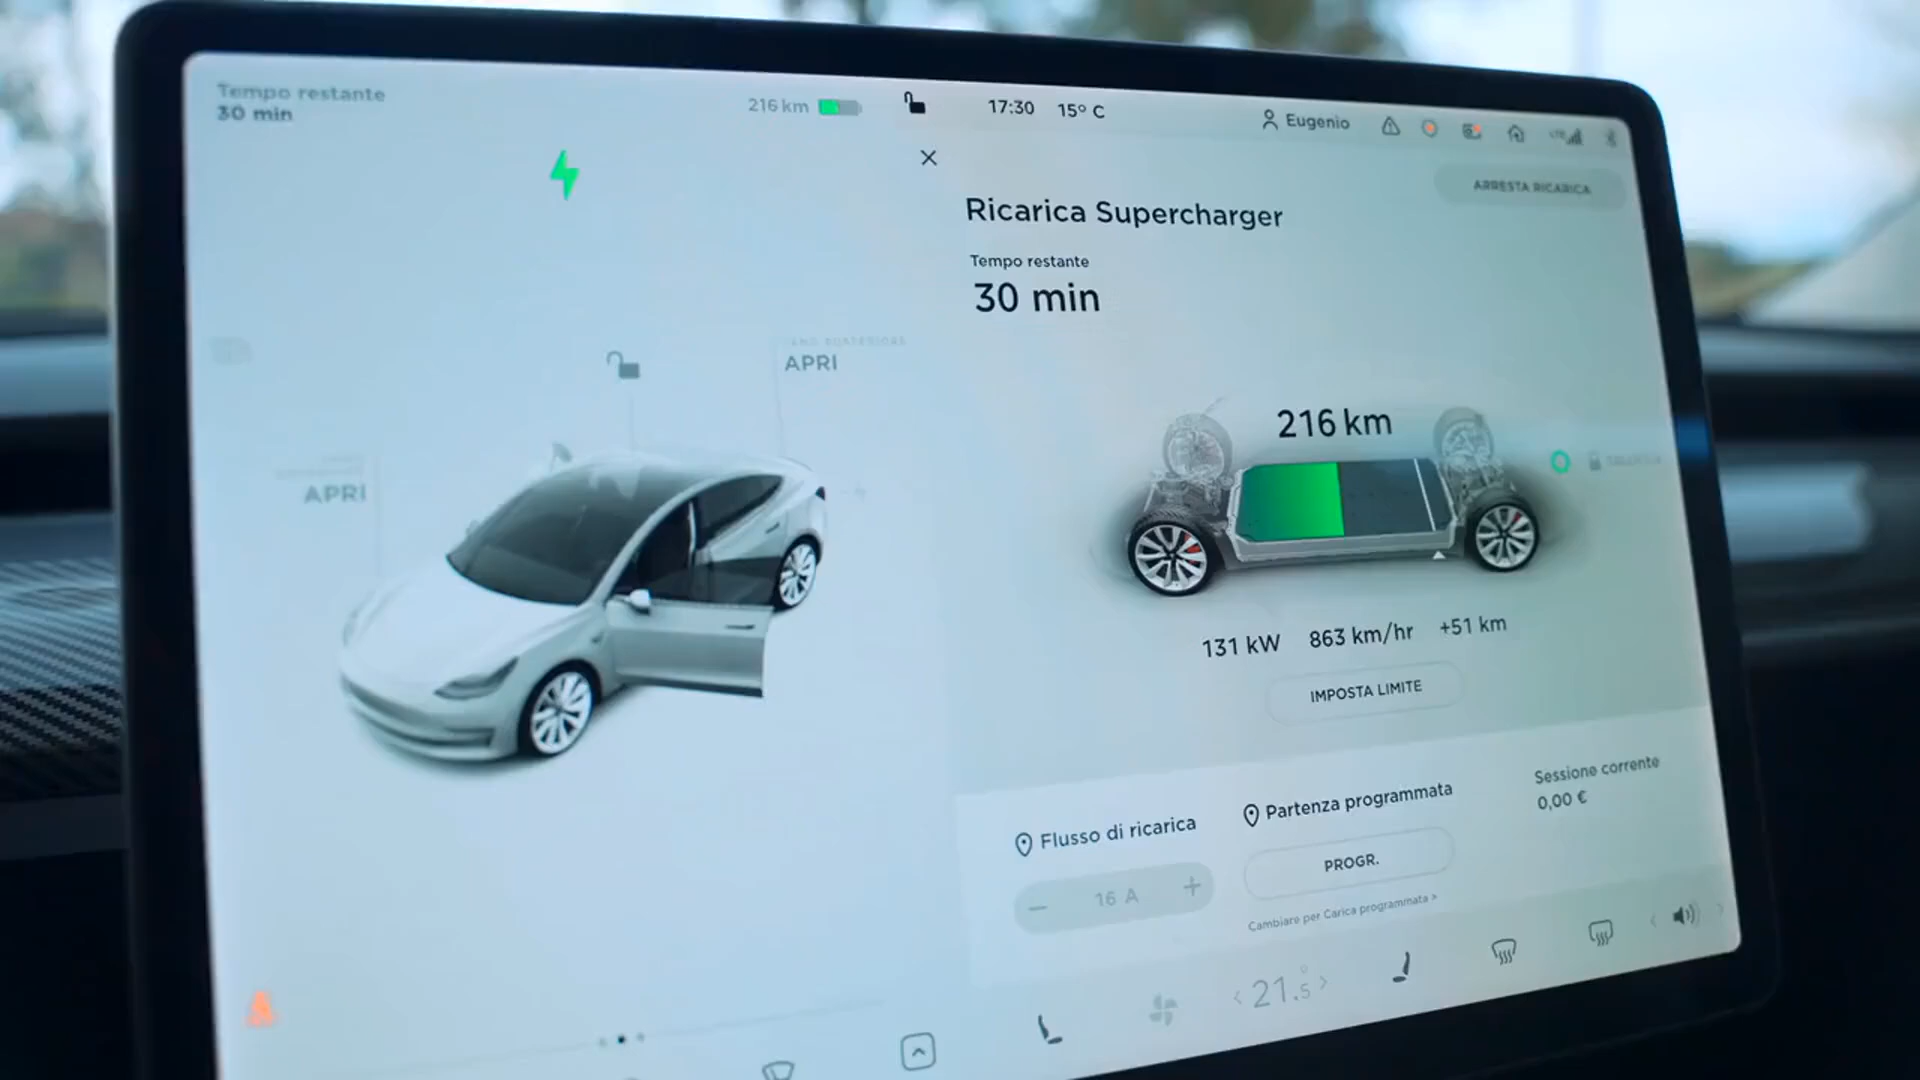 Tempo restante
30 min
216 km
17:30 15° C
Eugenio
LTE
ARRESTA RICARICA
Ricarica Supercharger
Tempo restante
30 min
APRI
APRI
216 km
131 kW 863 km/hr +51 km
IMPOSTA LIMITE
Flusso di ricarica
16 A
Partenza programmata
PROGR.
Cambiare per Carica programmata >
Sessione corrente
0,00 €
21.5°